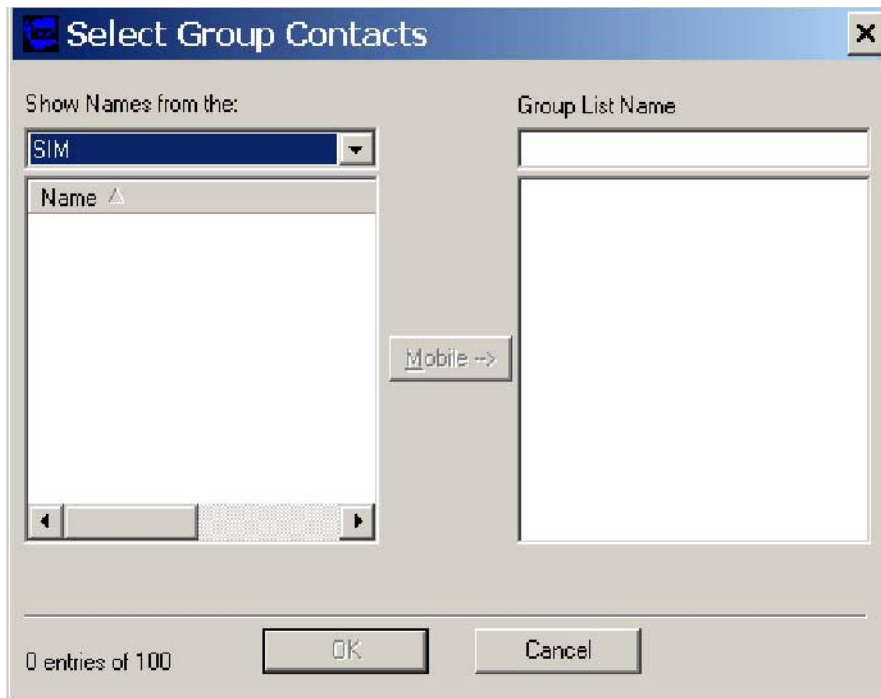 Select Group Contacts
Show Names from the:
Group List Name
SIM
Name
Mobile -->
0 entries of 100
OK
Cancel